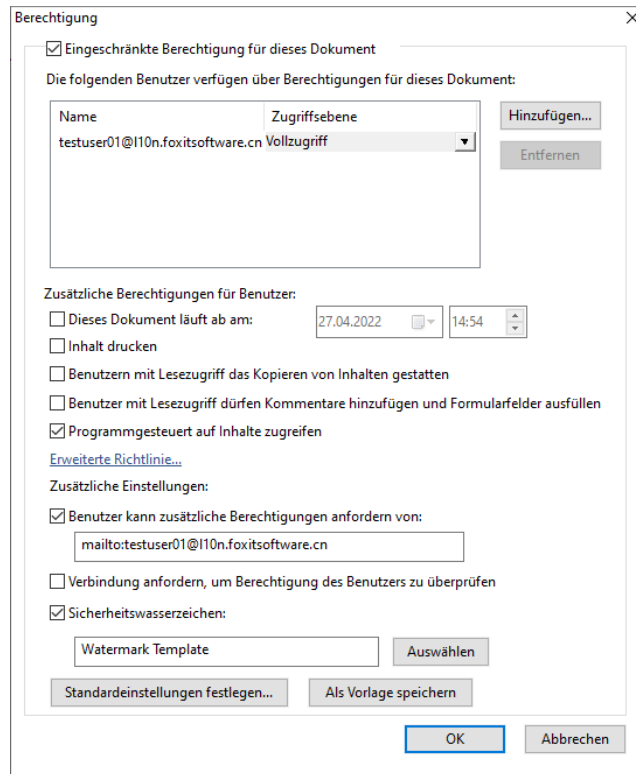 Berechtigung
Eingeschränkte Berechtigung für dieses Dokument
Die folgenden Benutzer verfügen über Berechtigungen für dieses Dokument:
Name Zugriffsebene Hinzufügen...
testuser01@l10n.foxitsoftware.cn Vollzugriff
Entfernen
Zusätzliche Berechtigungen für Benutzer:
Dieses Dokument läuft ab am: 27.04.2022 14:54
Inhalt drucken
Benutzern mit Lesezugriff das Kopieren von Inhalten gestatten
Benutzer mit Lesezugriff dürfen Kommentare hinzufügen und Formularfelder ausfüllen
Programmgesteuert auf Inhalte zugreifen
Erweiterte Richtlinie...
Zusätzliche Einstellungen:
Benutzer kann zusätzliche Berechtigungen anfordern von:
mailto:testuser01@l10n.foxitsoftware.cn
Verbindung anfordern, um Berechtigung des Benutzers zu überprüfen
Sicherheitswasserzeichen:
Watermark Template Auswählen
Standardeinstellungen festlegen... Als Vorlage speichern
OK Abbrechen